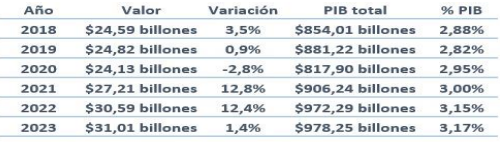 Año Valor Variación PIB total % PIB
2018 $24,59 billones 3,5% $854,01 billones 2,88%
2019 $24,82 billones 0,9% $881,22 billones 2,82%
2020 $24,13 billones -2,8% $817,90 billones 2,95%
2021 $27,21 billones 12,8% $906,24 billones 3,00%
2022 $30,59 billones 12,4% $972,29 billones 3,15%
2023 $31,01 billones 1,4% $978,25 billones 3,17%